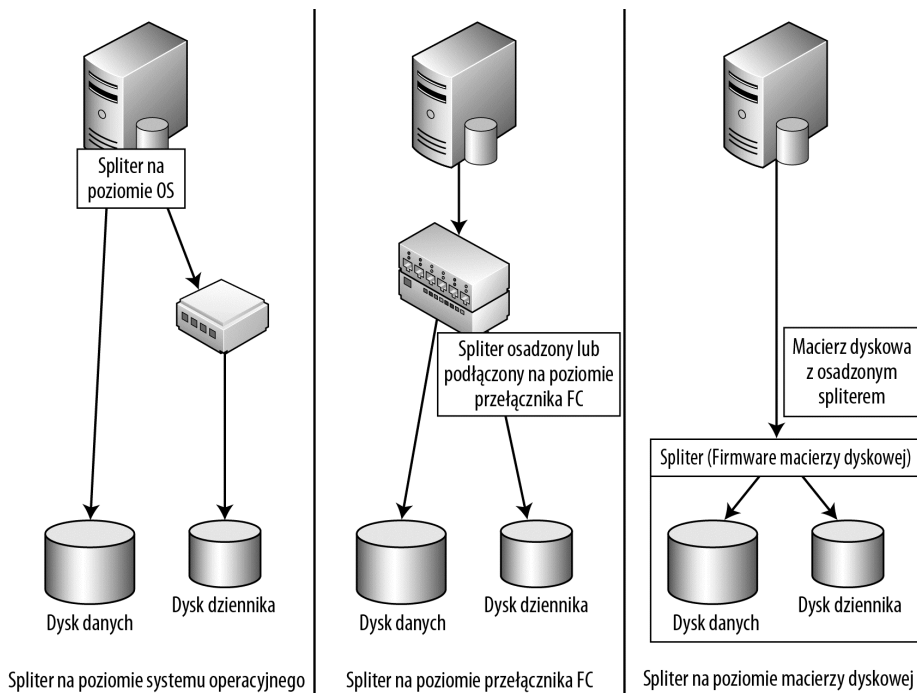 Spliter na
poziomie OS
Dysk danych
Dysk dziennika
Spliter na poziomie systemu operacyjnego
Spliter osadzony lub
podłączony na poziomie
przełącznika FC
Dysk danych
Dysk dziennika
Spliter na poziomie przełącznika FC
Macierz dyskowa
z osadzonym
spliterem
Spliter (Firmware macierzy dyskowej)
Dysk danych
Dysk dziennika
Spliter na poziomie macierzy dyskowej